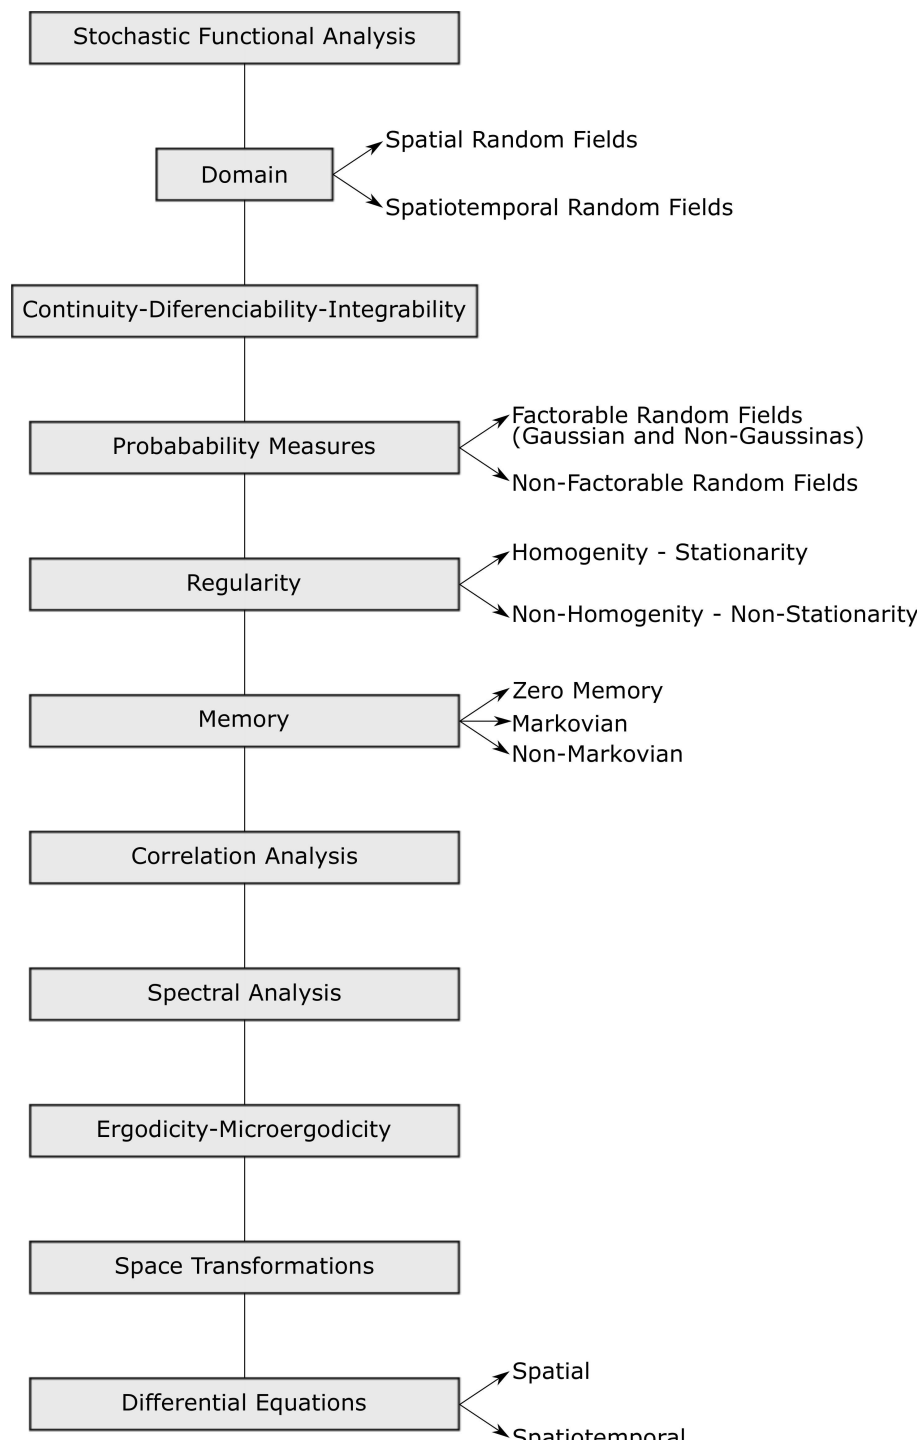 Stochastic Functional Analysis
Domain
Spatial Random Fields
Spatiotemporal Random Fields
Continuity-Diferenciability-Integrability
Probabability Measures
Factorable Random Fields
(Gaussian and Non-Gaussinas)
Non-Factorable Random Fields
Regularity
Homogenity - Stationarity
Non-Homogenity - Non-Stationarity
Memory
Zero Memory
Markovian
Non-Markovian
Correlation Analysis
Spectral Analysis
Ergodicity-Microergodicity
Space Transformations
Differential Equations
Spatial
Spatiotemporal